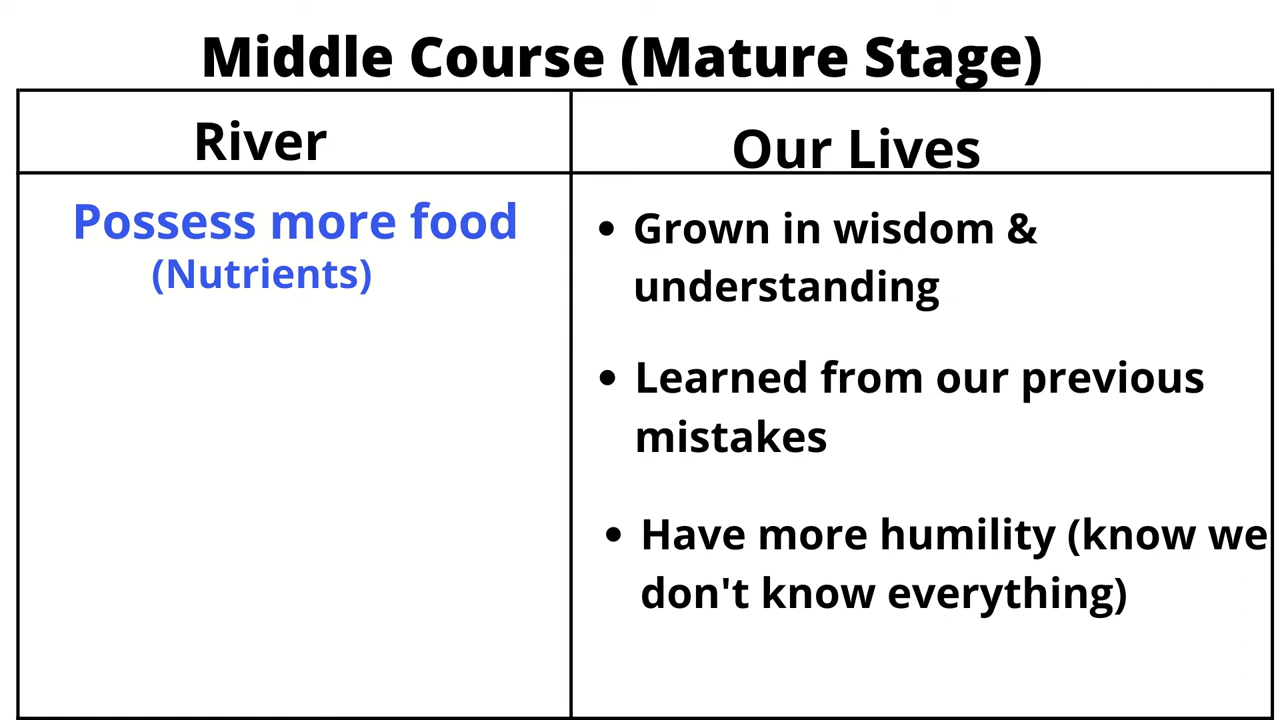 Middle Course (Mature Stage)
River
Our Lives
Possess more food
(Nutrients)
• Grown in wisdom &
understanding
• Learned from our previous
mistakes
• Have more humility (know we
don't know everything)